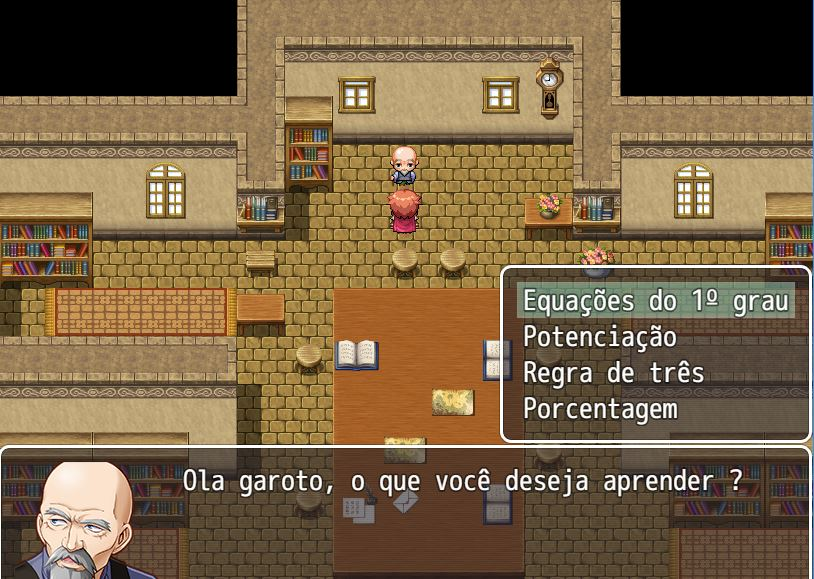 Equações do 1º grau
Potenciação
Regra de três
Porcentagem
Ola garoto, o que você deseja aprender ?